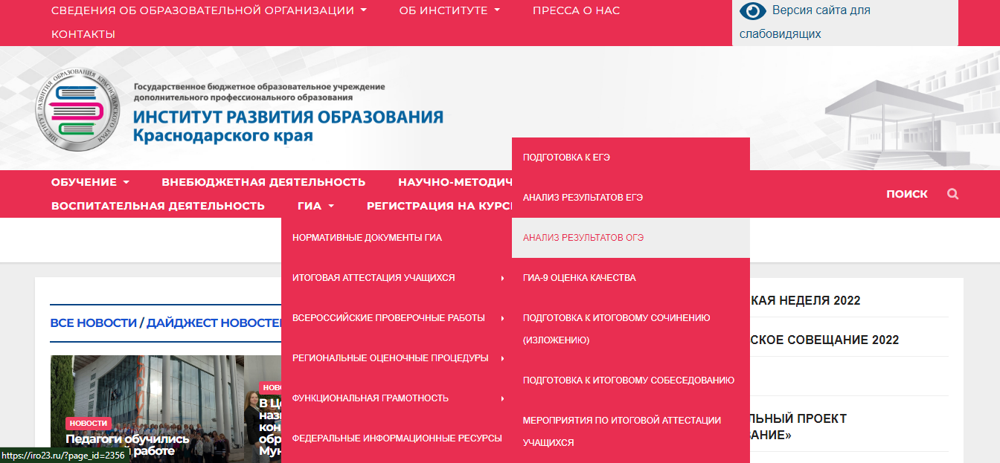 СВЕДЕНИЯ ОБ ОБРАЗОВАТЕЛЬНОЙ ОРГАНИЗАЦИИ
ОБ ИНСТИТУТЕ
ПРЕССА О НАС
КОНТАКТЫ
Версия сайта для
слабовидящих
ИНСТИТУТ РАЗВИТИЯ ОБРАЗОВАНИЯ КРАСНОДАРСКОГО КРАЯ
Государственное бюджетное образовательное учреждение
дополнительного профессионального образования
ИНСТИТУТ РАЗВИТИЯ ОБРАЗОВАНИЯ
Краснодарского края
ОБУЧЕНИЕ
ВНЕБЮДЖЕТНАЯ ДЕЯТЕЛЬНОСТЬ
НАУЧНО-МЕТОДИЧ
ВОСПИТАТЕЛЬНАЯ ДЕЯТЕЛЬНОСТЬ
ГИА
РЕГИСТРАЦИЯ НА КУРС
ПОИСК
НОРМАТИВНЫЕ ДОКУМЕНТЫ ГИА
ИТОГОВАЯ АТТЕСТАЦИЯ УЧАЩИХСЯ
ВСЕРОССИЙСКИЕ ПРОВЕРОЧНЫЕ РАБОТЫ
РЕГИОНАЛЬНЫЕ ОЦЕНОЧНЫЕ ПРОЦЕДУРЫ
ФУНКЦИОНАЛЬНАЯ ГРАМОТНОСТЬ
ФЕДЕРАЛЬНЫЕ ИНФОРМАЦИОННЫЕ РЕСУРСЫ
ПОДГОТОВКА К ЕГЭ
АНАЛИЗ РЕЗУЛЬТАТОВ ЕГЭ
АНАЛИЗ РЕЗУЛЬТАТОВ ОГЭ
ГИА-9 ОЦЕНКА КАЧЕСТВА
ПОДГОТОВКА К ИТОГОВОМУ СОЧИНЕНИЮ
(ИЗЛОЖЕНИЮ)
ПОДГОТОВКА К ИТОГОВОМУ СОБЕСЕДОВАНИЮ
МЕРОПРИЯТИЯ ПО ИТОГОВОЙ АТТЕСТАЦИИ
УЧАЩИХСЯ
ВСЕ НОВОСТИ / ДАЙДЖЕСТ НОВОСТЕ
НОВОСТИ
Педагоги обучились
й работе
НОВО
В Це
назв
кон
обр
Мун
КАЯ НЕДЕЛЯ 2022
СКОЕ СОВЕЩАНИЕ 2022
ЛЬНЫЙ ПРОЕКТ
ВАНИЕ»
https://iro23.ru/?page_id=2356